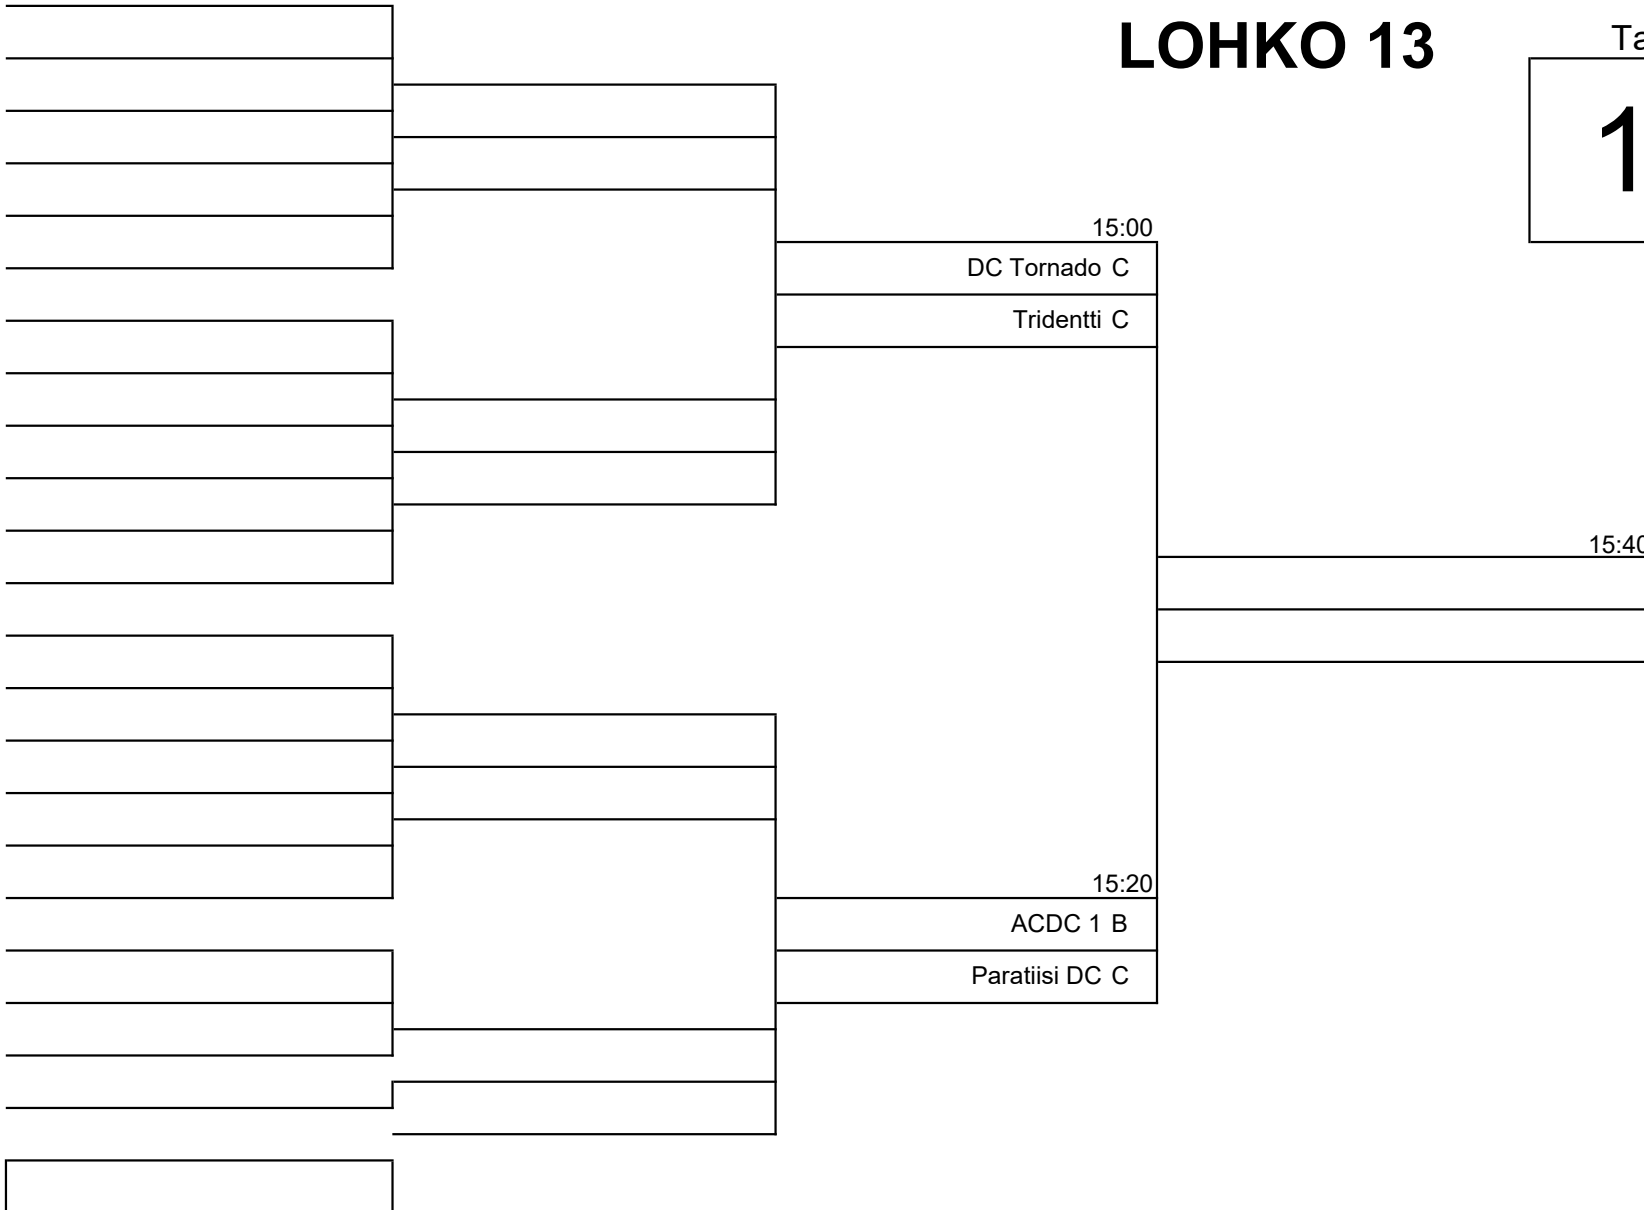 LOHKO 13
Ta
1
15:00
DC Tornado C
Tridentti C
15:40
15:20
ACDC 1 B
Paratiisi DC C